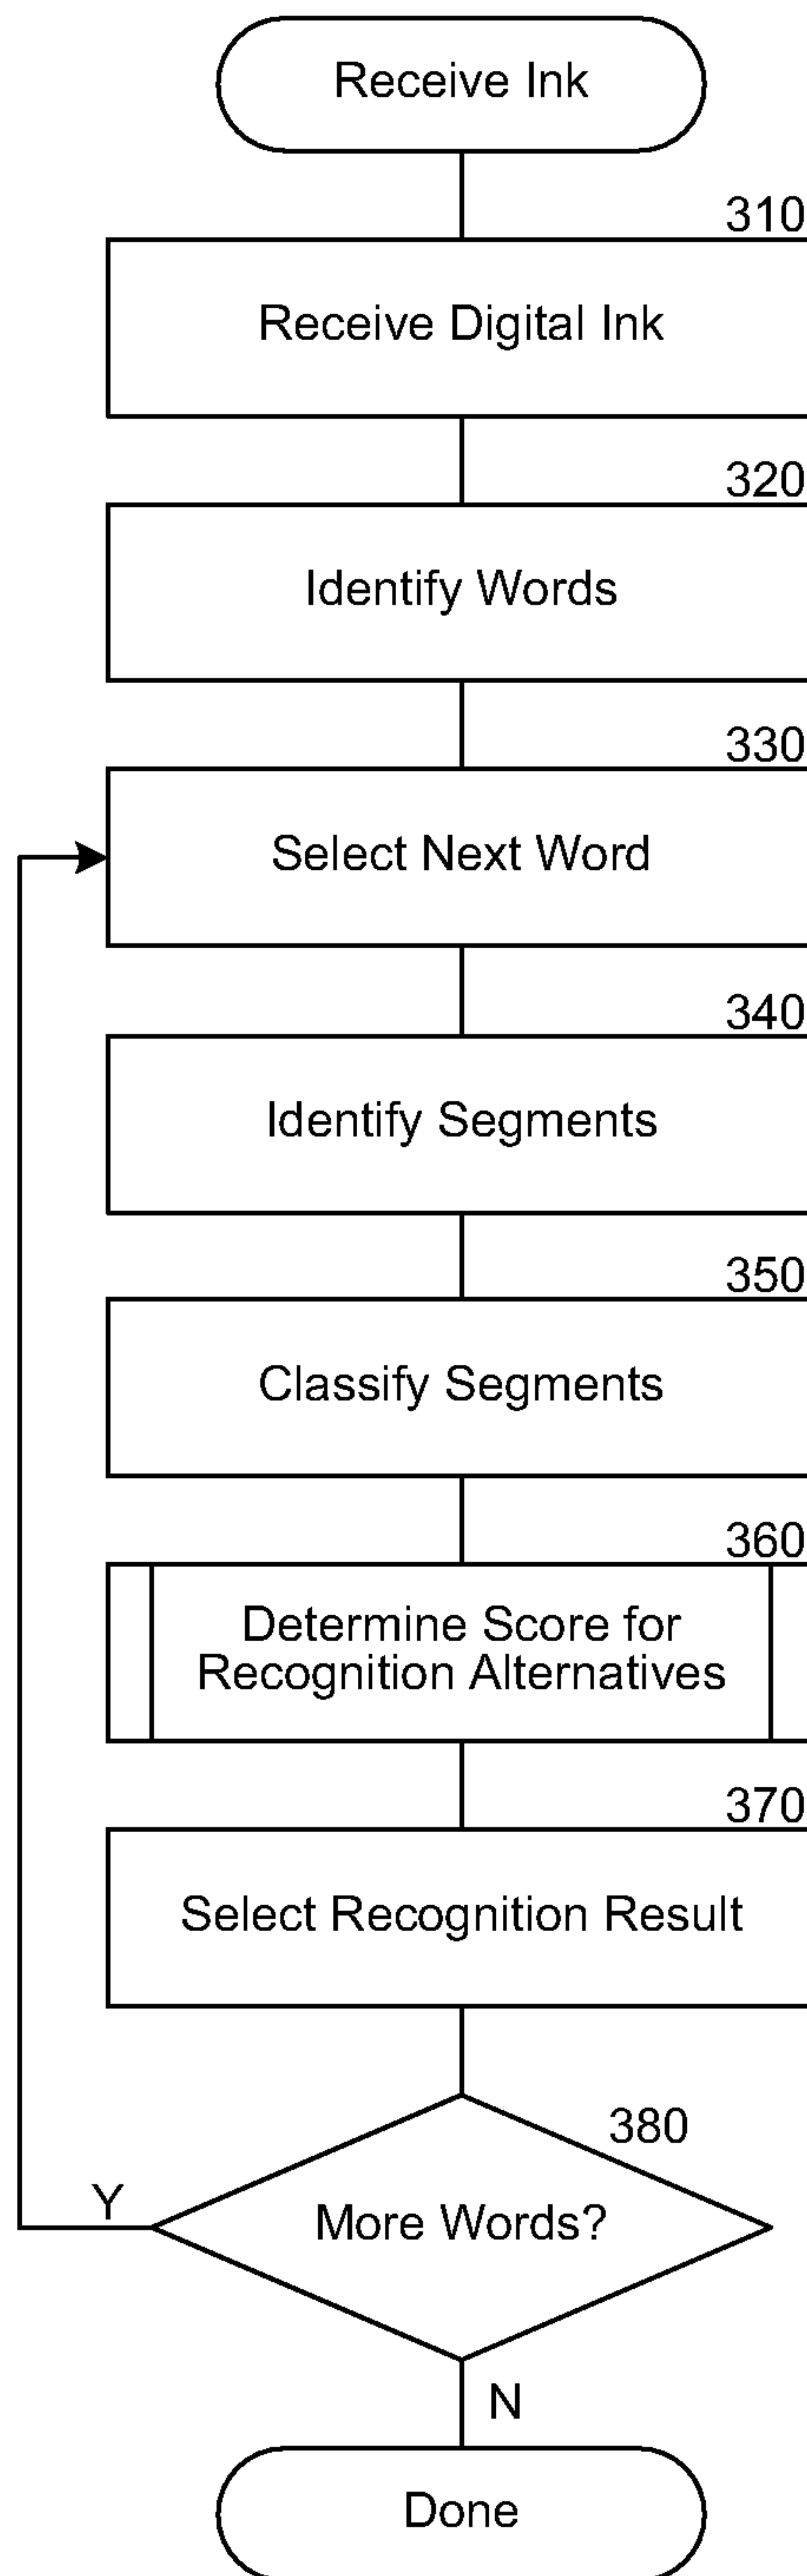 Receive Ink
310
Receive Digital Ink
320
Identify Words
330
Select Next Word
340
Identify Segments
350
Classify Segments
360
Determine Score for
Recognition Alternatives
370
Select Recognition Result
380
Y
More Words?
N
Done